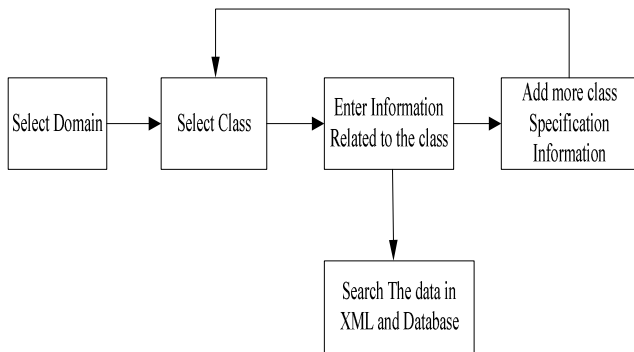 Select Domain
Select Class
Enter Information
Related to the class
Add more class
Specification
Information
Search The data in
XML and Database